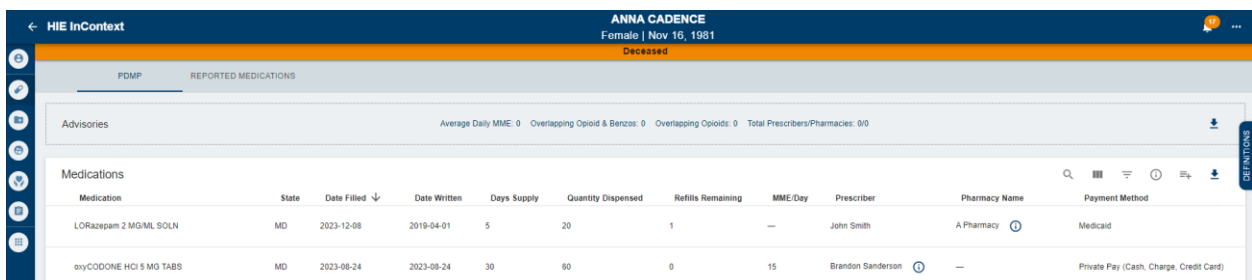 ← HIE InContext
ANNA CADENCE
Female | Nov 16, 1981
17
Deceased
PDMP REPORTED MEDICATIONS
Advisories Average Daily MME: 0 Overlapping Opioid & Benzos: 0 Overlapping Opioids: 0 Total Prescribers/Pharmacies: 0/0
DEFINITIONS
Medications
Medication State Date Filled ↓ Date Written Days Supply Quantity Dispensed Refills Remaining MME/Day Prescriber Pharmacy Name Payment Method
LORazepam 2 MG/ML SOLN MD 2023-12-08 2019-04-01 5 20 1 — John Smith A Pharmacy Medicaid
oxyCODONE HCl 5 MG TABS MD 2023-08-24 2023-08-24 30 60 0 15 Brandon Sanderson — Private Pay (Cash, Charge, Credit Card)